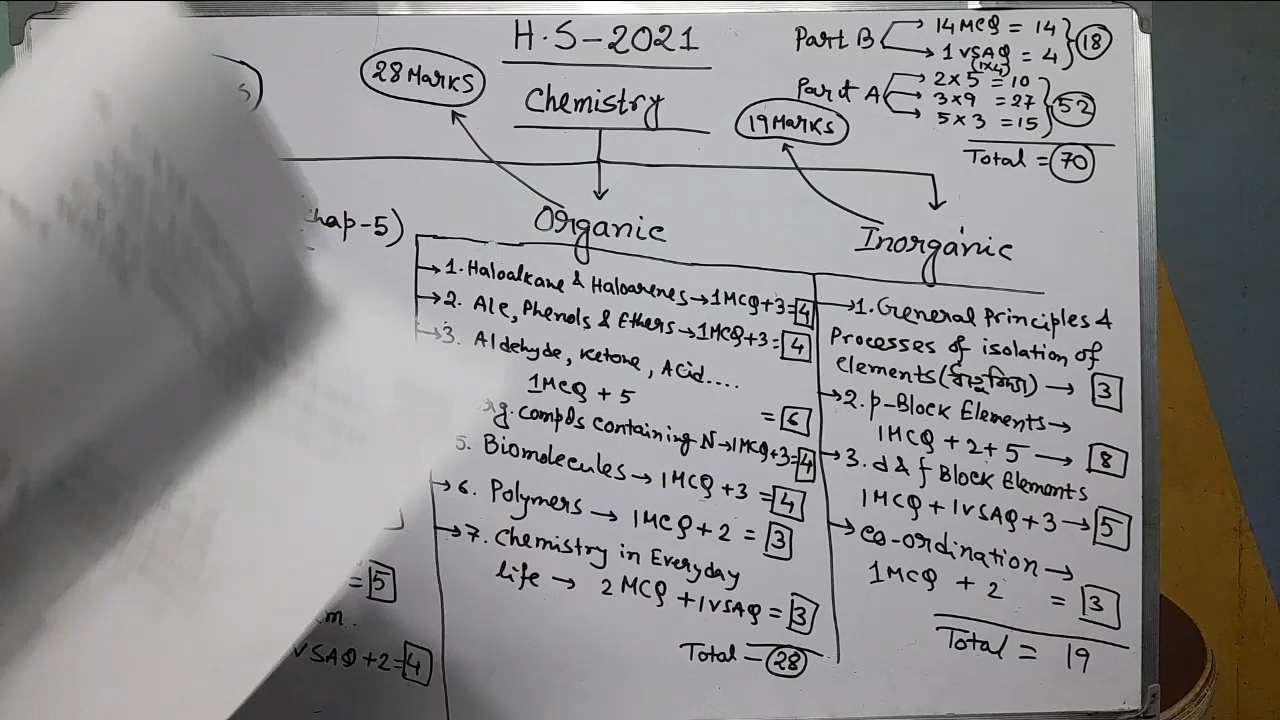 H.S-2021
Chemistry
Part B → 14 MCQ = 14
→ 1 VSAQ = 4 } 18
(1x4)
Part A → 2 x 5 = 10
→ 3 x 9 = 27 } 52
→ 5 x 3 = 15
Total = 70
28 Marks
19 Marks
hap-5)
Organic
→ 1. Haloalkane & Haloarenes → 1MCQ+3=4
→ 2. Alc, Phenols & Ethers → 1MCQ+3= 4
→ 3. Aldehyde, Ketone, Acid....
1MCQ + 5
= 6
rg. Compds containing N → 1MCQ+3=4
5. Biomolecules → 1MCQ +3 = 4
→ 6. Polymers → 1MCQ + 2 = 3
→ 7. Chemistry in Everyday
life → 2 MCQ + 1VSAQ = 3
Total = 28
Inorganic
→ 1. General Principles &
Processes of isolation of
Elements ( ) → 3
→ 2. p-Block Elements →
1MCQ + 2 + 5 → 8
→ 3. d & f Block Elements
1MCQ + 1VSAQ + 3 → 5
→ co-ordination →
1MCQ + 2
= 3
Total = 19
= 5
m.
VSAQ +2=4